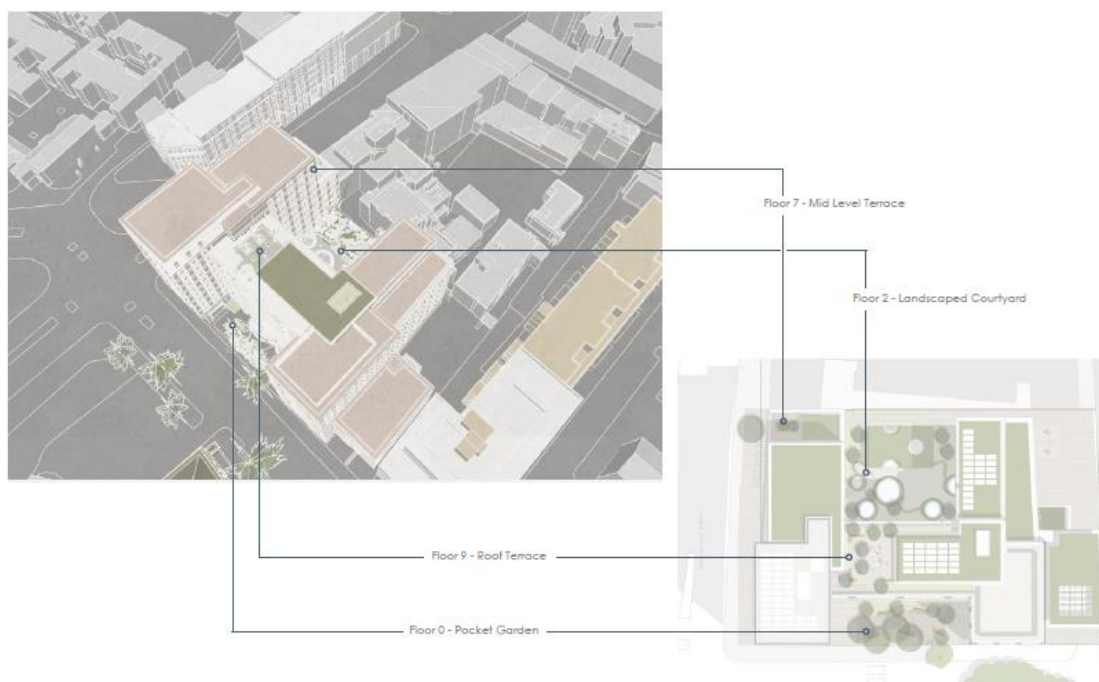 Floor 7 - Mid Level Terrace
Floor 2 - Landscaped Courtyard
Floor 9 - Roof Terrace
Floor 0 - Pocket Garden